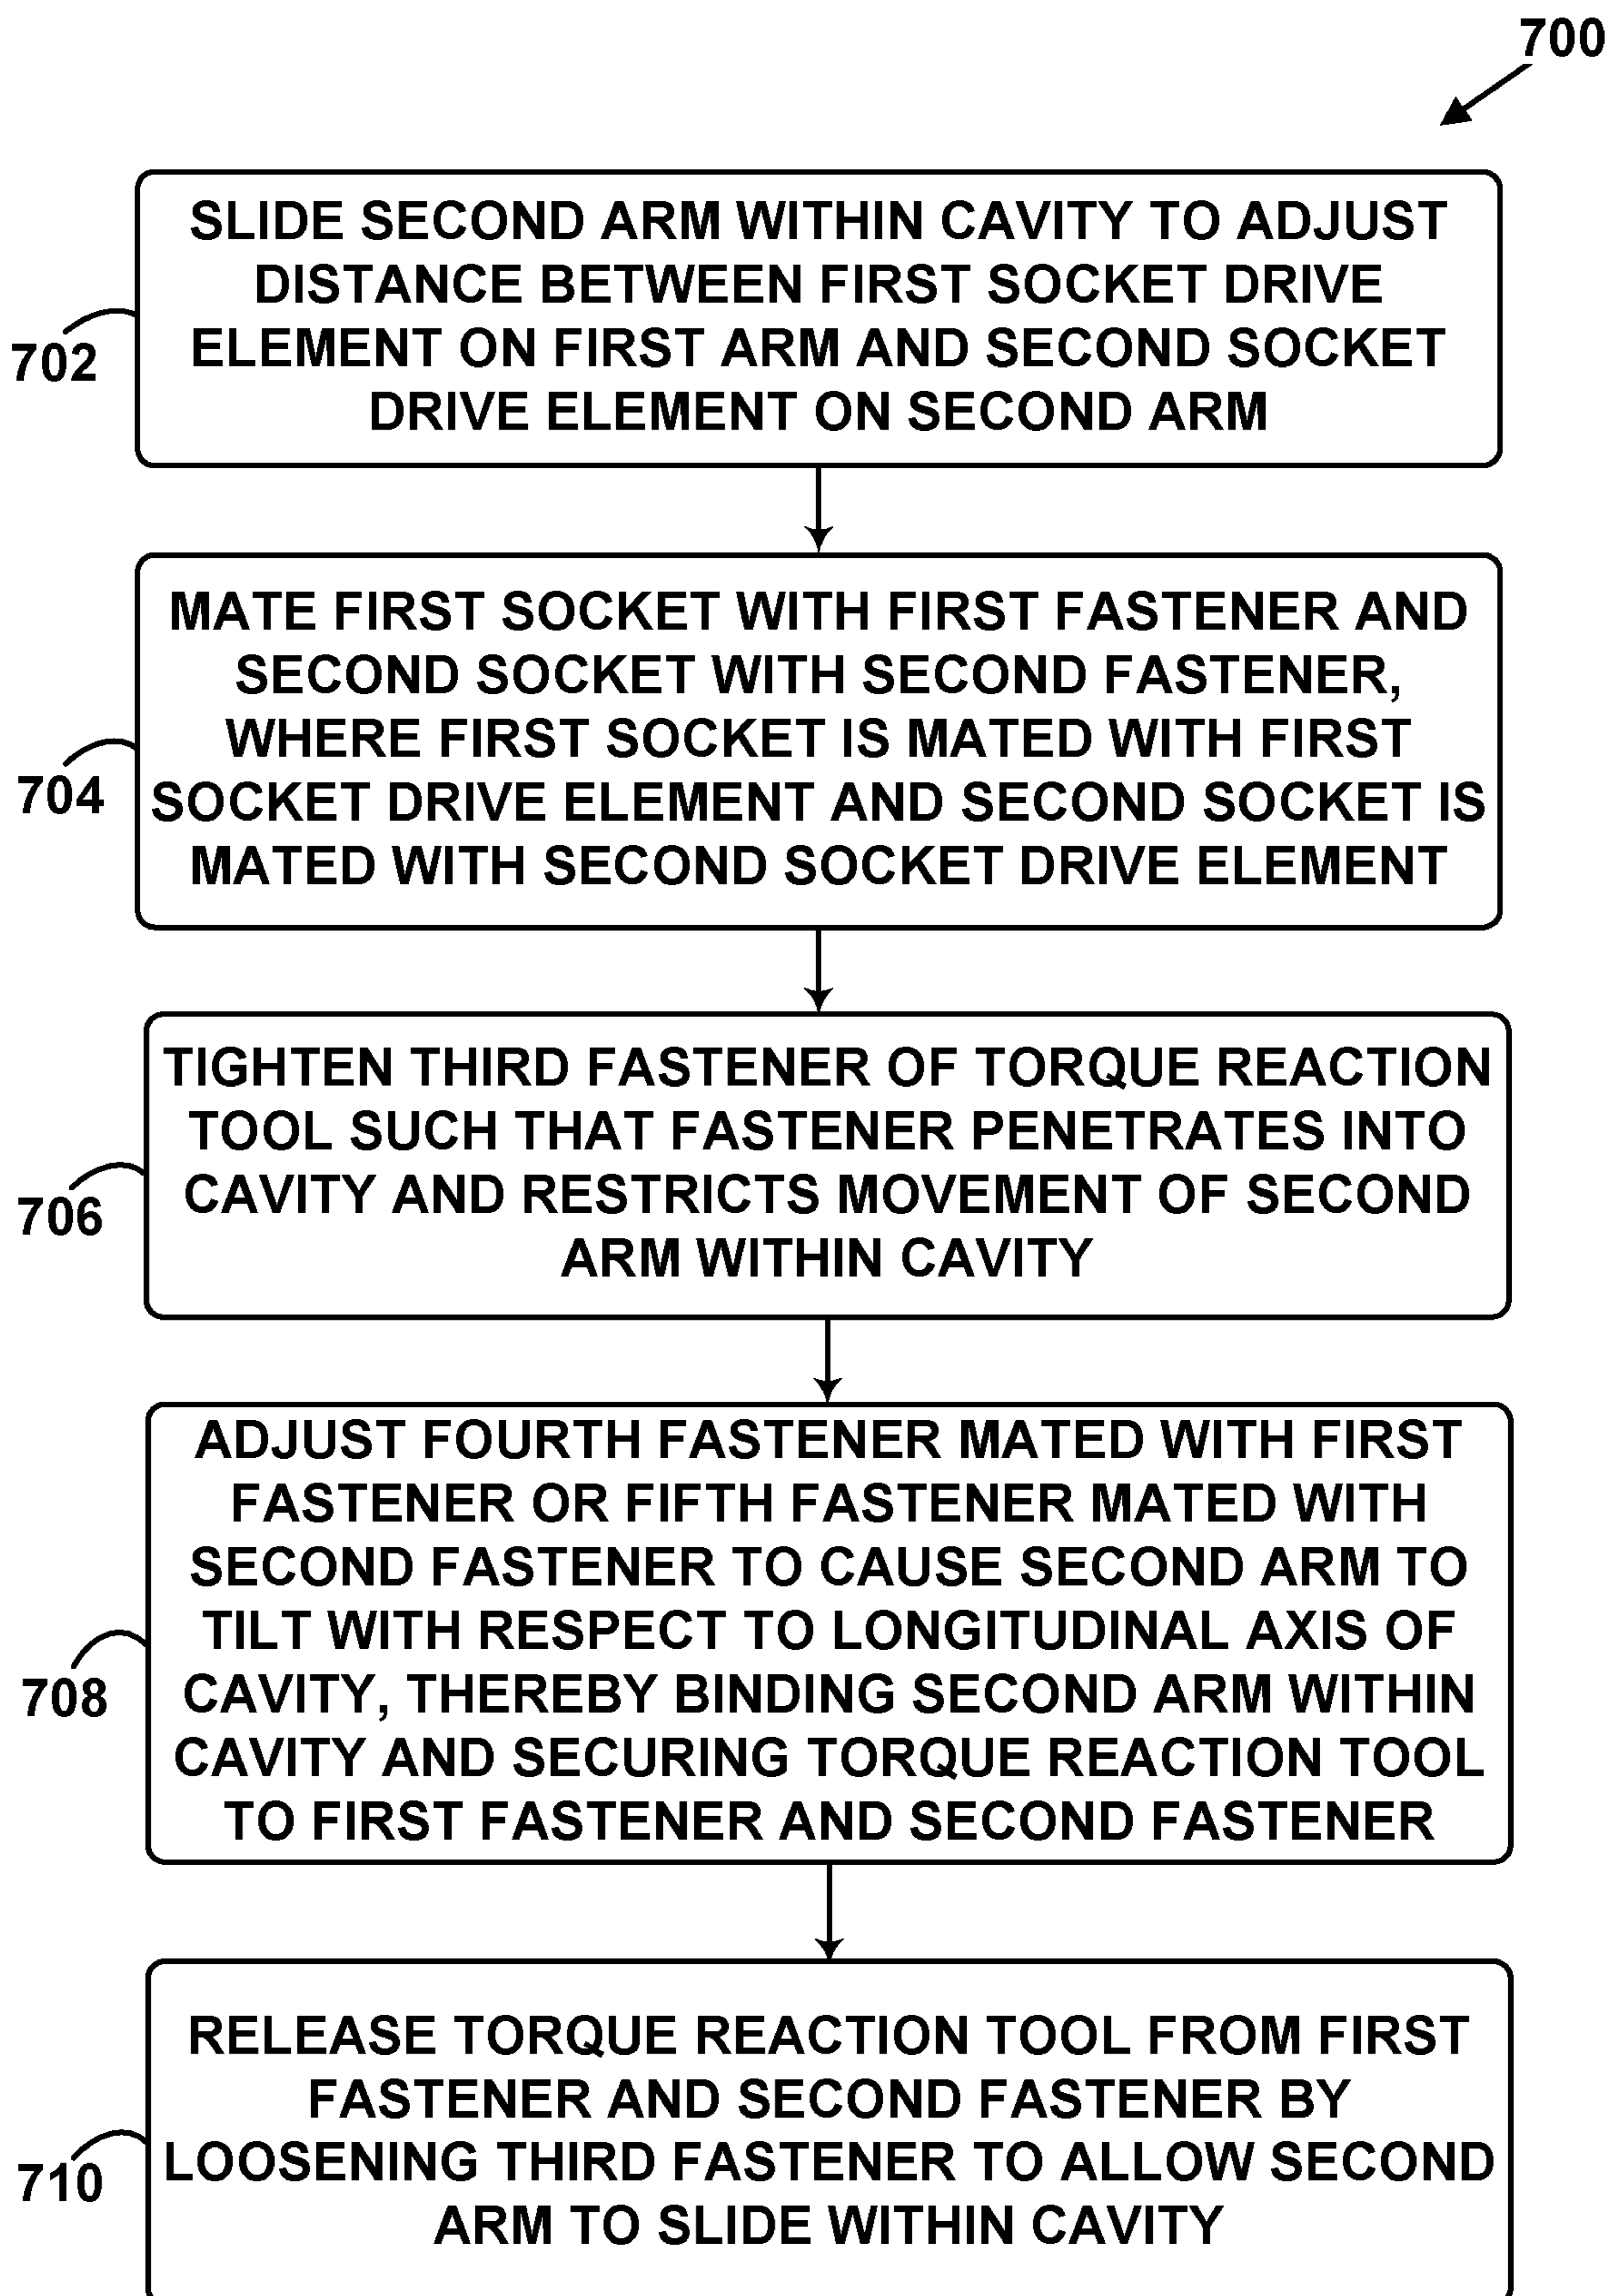 700
SLIDE SECOND ARM WITHIN CAVITY TO ADJUST
DISTANCE BETWEEN FIRST SOCKET DRIVE
ELEMENT ON FIRST ARM AND SECOND SOCKET
DRIVE ELEMENT ON SECOND ARM
702
MATE FIRST SOCKET WITH FIRST FASTENER AND
SECOND SOCKET WITH SECOND FASTENER,
WHERE FIRST SOCKET IS MATED WITH FIRST
SOCKET DRIVE ELEMENT AND SECOND SOCKET IS
MATED WITH SECOND SOCKET DRIVE ELEMENT
704
TIGHTEN THIRD FASTENER OF TORQUE REACTION
TOOL SUCH THAT FASTENER PENETRATES INTO
CAVITY AND RESTRICTS MOVEMENT OF SECOND
ARM WITHIN CAVITY
706
ADJUST FOURTH FASTENER MATED WITH FIRST
FASTENER OR FIFTH FASTENER MATED WITH
SECOND FASTENER TO CAUSE SECOND ARM TO
TILT WITH RESPECT TO LONGITUDINAL AXIS OF
CAVITY, THEREBY BINDING SECOND ARM WITHIN
CAVITY AND SECURING TORQUE REACTION TOOL
TO FIRST FASTENER AND SECOND FASTENER
708
RELEASE TORQUE REACTION TOOL FROM FIRST
FASTENER AND SECOND FASTENER BY
LOOSENING THIRD FASTENER TO ALLOW SECOND
ARM TO SLIDE WITHIN CAVITY
710